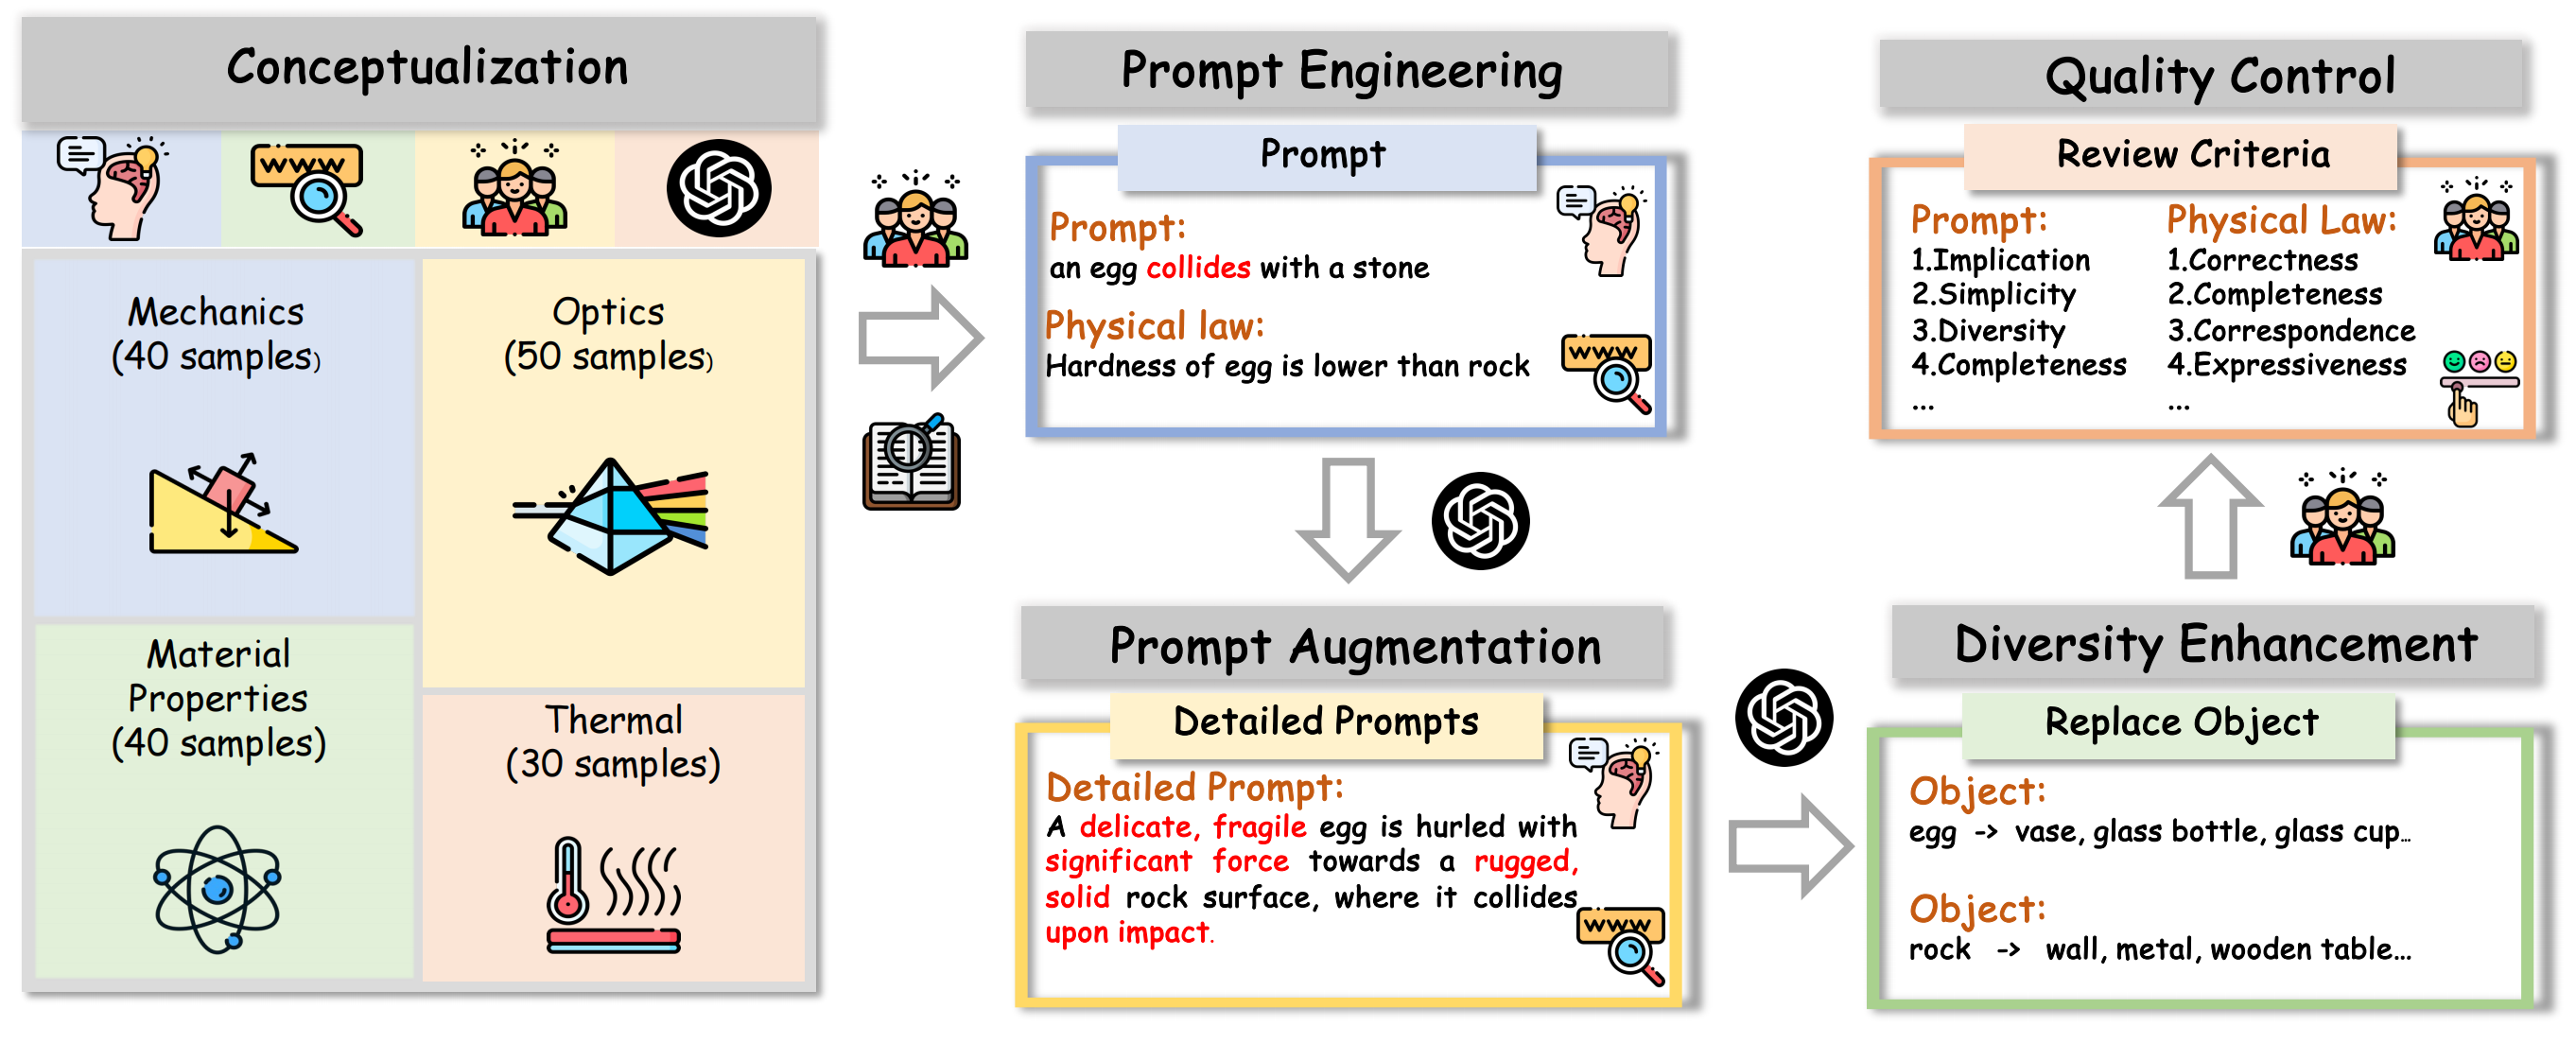 Conceptualization
www
Mechanics
(40 samples)
Optics
(50 samples)
Material
Properties
(40 samples)
Thermal
(30 samples)
Prompt Engineering
Prompt
Prompt:
an egg collides with a stone
Physical law:
Hardness of egg is lower than rock
www
Prompt Augmentation
Detailed Prompts
Detailed Prompt:
A delicate, fragile egg is hurled with
significant force towards a rugged,
solid rock surface, where it collides
upon impact.
www
Diversity Enhancement
Replace Object
Object:
egg -> vase, glass bottle, glass cup...
Object:
rock -> wall, metal, wooden table...
Quality Control
Review Criteria
Prompt:
1.Implication
2.Simplicity
3.Diversity
4.Completeness
...
Physical Law:
1.Correctness
2.Completeness
3.Correspondence
4.Expressiveness
...